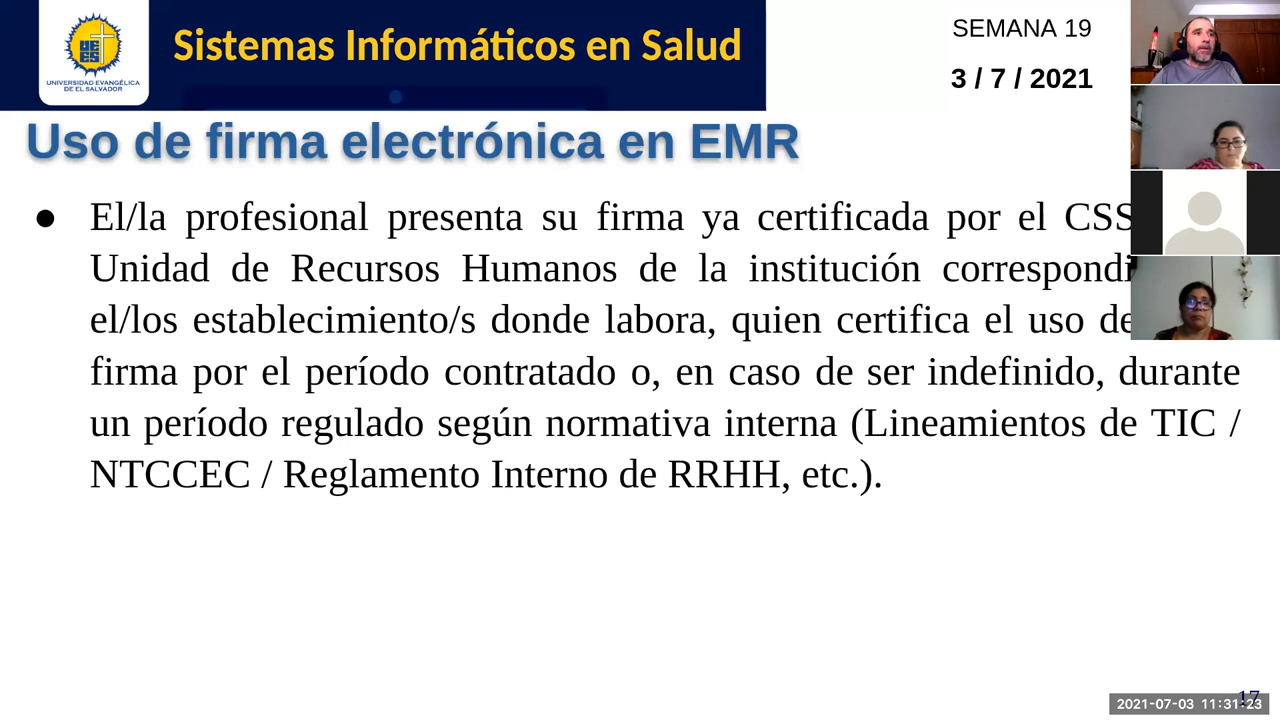 Sistemas Informáticos en Salud
UNIVERSIDAD EVANGÉLICA
DE EL SALVADOR
SEMANA 19
3 / 7 / 2021
Uso de firma electrónica en EMR
● El/la profesional presenta su firma ya certificada por el
Unidad de Recursos Humanos de la institución
el/los establecimiento/s donde labora, quien certifica el uso
firma por el período contratado o, en caso de ser indefinido, durante
un período regulado según normativa interna (Lineamientos de TIC /
NTCCEC / Reglamento Interno de RRHH, etc.).
17
2021-07-03 11:31:23